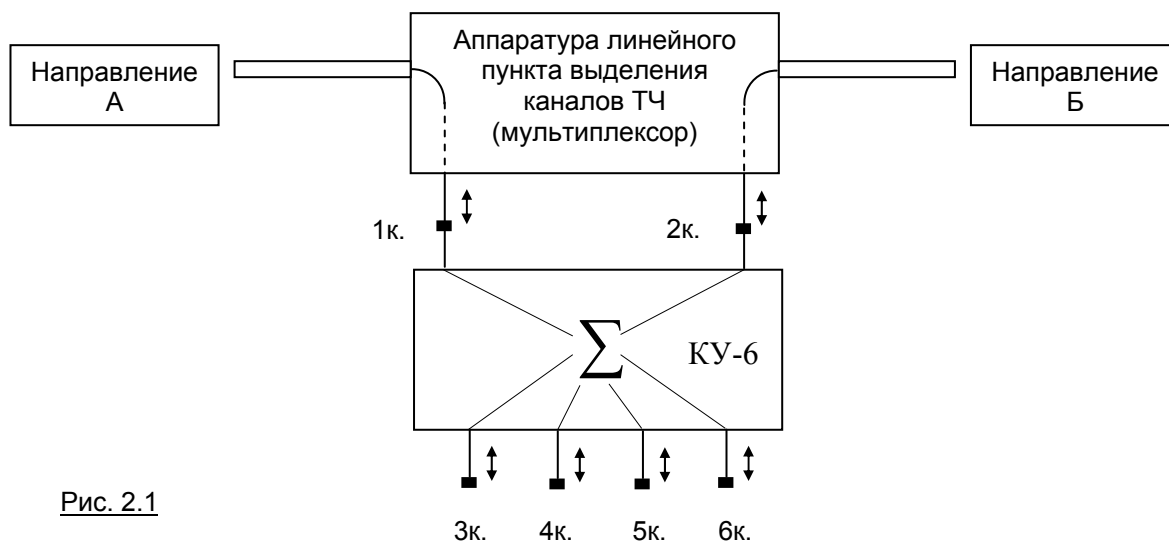 Направление
А
Аппаратура линейного
пункта выделения
каналов ТЧ
(мультиплексор)
Направление
Б
1к.
2к.
Σ
КУ-6
3к.
4к.
5к.
6к.
Рис. 2.1